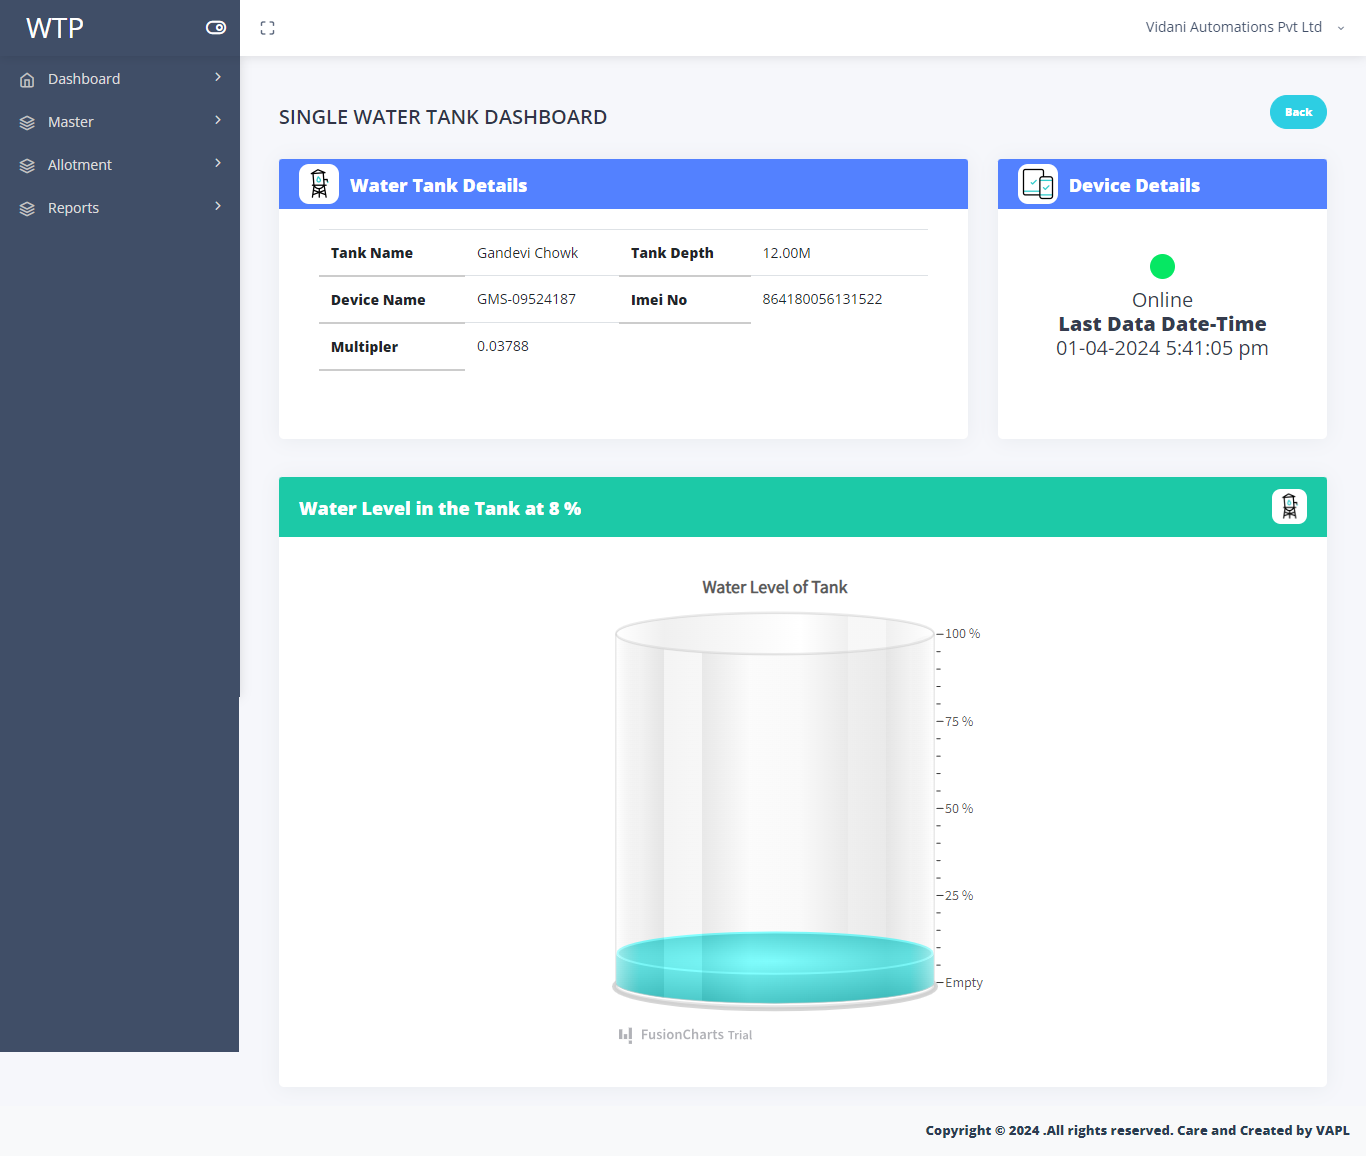 WTP
Vidani Automations Pvt Ltd
Dashboard
Master
Allotment
Reports
SINGLE WATER TANK DASHBOARD
Back
Water Tank Details
Tank Name Gandevi Chowk Tank Depth 12.00M
Device Name GMS-09524187 Imei No 864180056131522
Multipler 0.03788
Device Details
Online
Last Data Date-Time
01-04-2024 5:41:05 pm
Water Level in the Tank at 8 %
Water Level of Tank
100 %
75 %
50 %
25 %
Empty
FusionCharts Trial
Copyright © 2024 .All rights reserved. Care and Created by VAPL